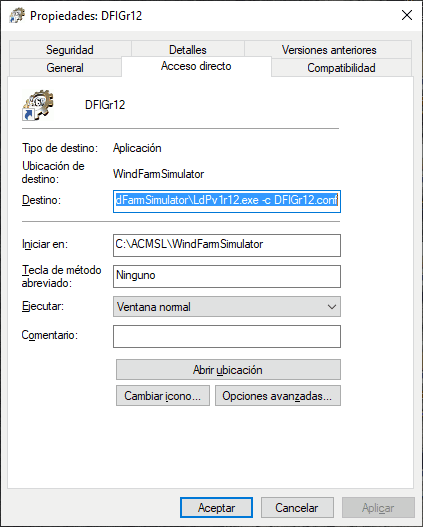 Propiedades: DFIGr12
Seguridad
Detalles
Versiones anteriores
General
Acceso directo
Compatibilidad
DFIGr12
Tipo de destino:
Aplicación
Ubicación de destino:
WindFarmSimulator
Destino:
dFarmSimulator\LdPv1r12.exe -c DFIGr12.conf
Iniciar en:
C:\ACMSL\WindFarmSimulator
Tecla de método abreviado:
Ninguno
Ejecutar:
Ventana normal
Comentario:
Abrir ubicación
Cambiar icono...
Opciones avanzadas...
Aceptar
Cancelar
Aplicar